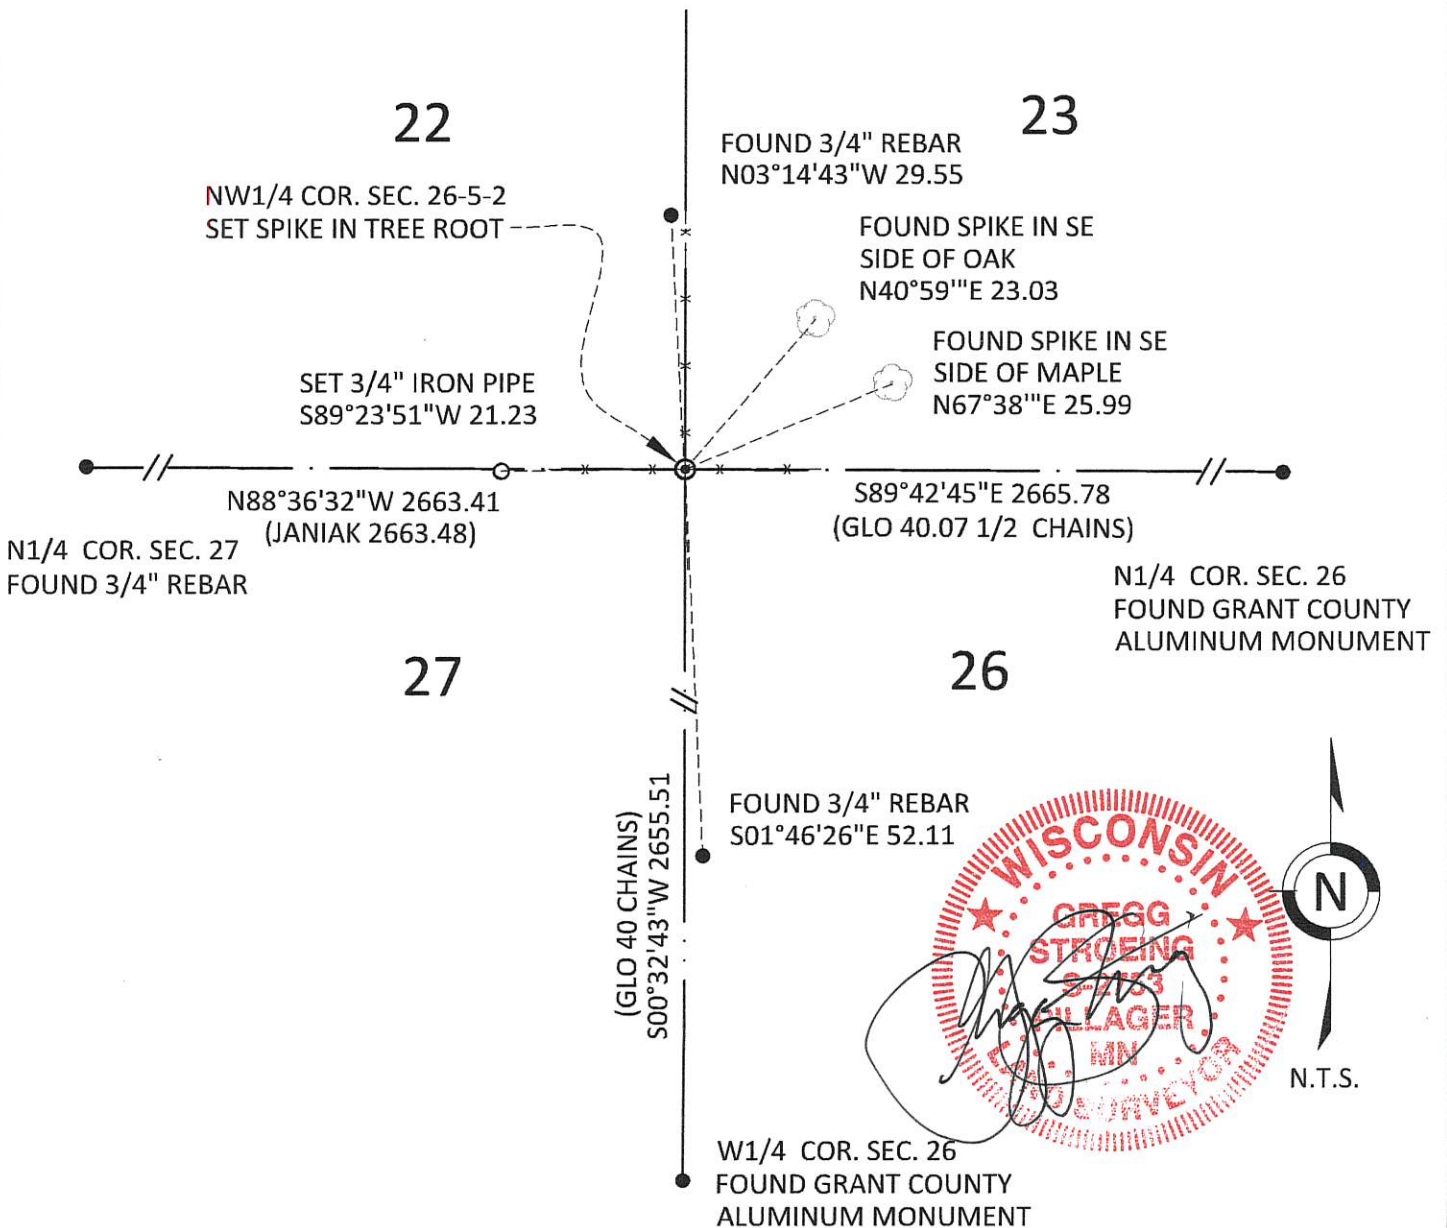 22
23
FOUND 3/4" REBAR
N03°14'43"W 29.55
NW1/4 COR. SEC. 26-5-2
SET SPIKE IN TREE ROOT
FOUND SPIKE IN SE
SIDE OF OAK
N40°59'"E 23.03
FOUND SPIKE IN SE
SIDE OF MAPLE
N67°38'"E 25.99
SET 3/4" IRON PIPE
S89°23'51"W 21.23
N88°36'32"W 2663.41
(JANIAK 2663.48)
S89°42'45"E 2665.78
(GLO 40.07 1/2 CHAINS)
N1/4 COR. SEC. 27
FOUND 3/4" REBAR
N1/4 COR. SEC. 26
FOUND GRANT COUNTY
ALUMINUM MONUMENT
27
26
(GLO 40 CHAINS)
S00°32'43"W 2655.51
FOUND 3/4" REBAR
S01°46'26"E 52.11
WISCONSIN
GREGG
STROEING
PILLAGER
MN
LAND SURVEYOR
N
N.T.S.
W1/4 COR. SEC. 26
FOUND GRANT COUNTY
ALUMINUM MONUMENT